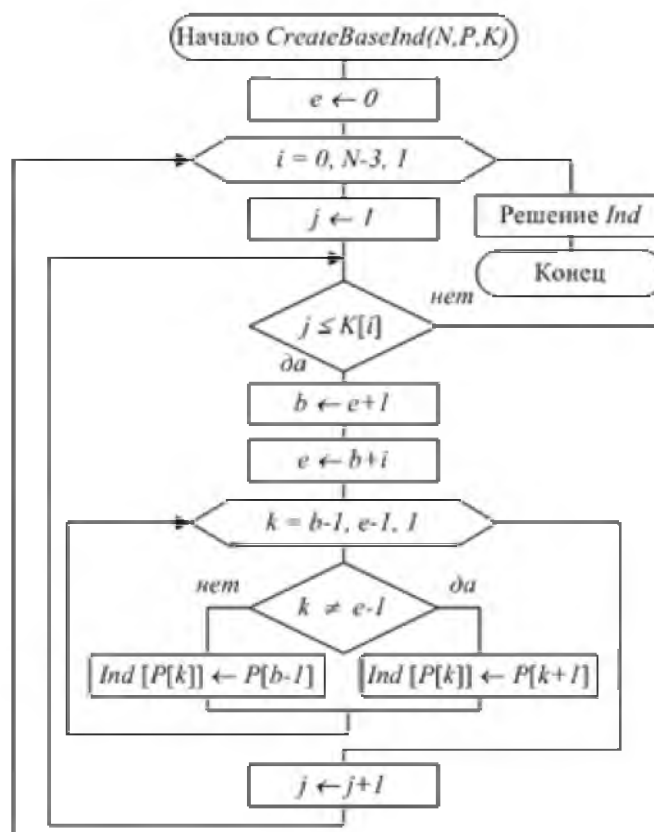 Начало CreateBaseInd(N,P,K)
e ← 0
i = 0, N-3, 1
j ← 1
Решение Ind
Конец
нет
j ≤ K[i]
да
b ← e+1
e ← b+i
k = b-1, e-1, 1
нет
да
k ≠ e-1
Ind [P[k]] ← P[b-1]
Ind [P[k]] ← P[k+1]
j ← j+1